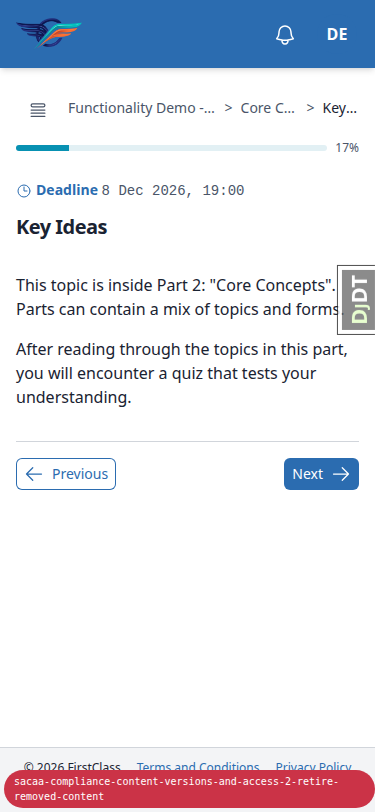 DE
Functionality Demo -... > Core C... > Key...
17%
Deadline 8 Dec 2026, 19:00
Key Ideas
This topic is inside Part 2: "Core Concepts".
Parts can contain a mix of topics and forms.
DJDT
After reading through the topics in this part,
you will encounter a quiz that tests your
understanding.
Previous
Next
© 2026 FirstClass Terms and Conditions Privacy Policy
sacaa-compliance-content-versions-and-access-2-retire-
removed-content